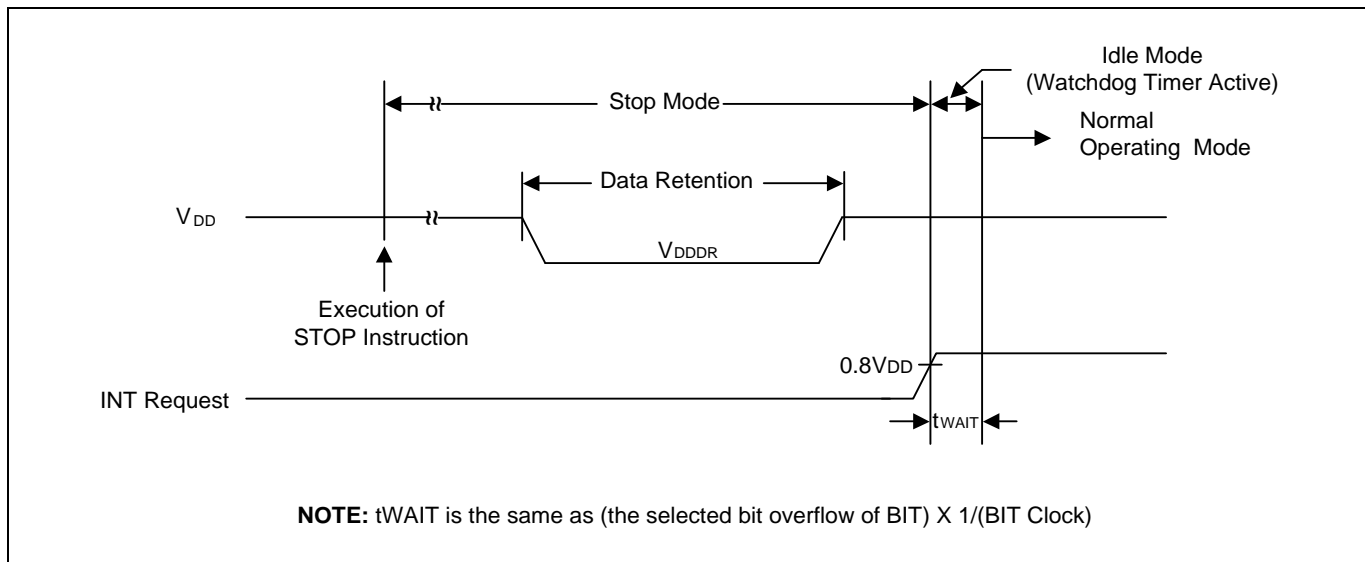 Idle Mode
(Watchdog Timer Active)
Stop Mode
Normal
Operating Mode
Data Retention
VDD
VDDDR
Execution of
STOP Instruction
0.8VDD
INT Request
tWAIT
NOTE: tWAIT is the same as (the selected bit overflow of BIT) X 1/(BIT Clock)